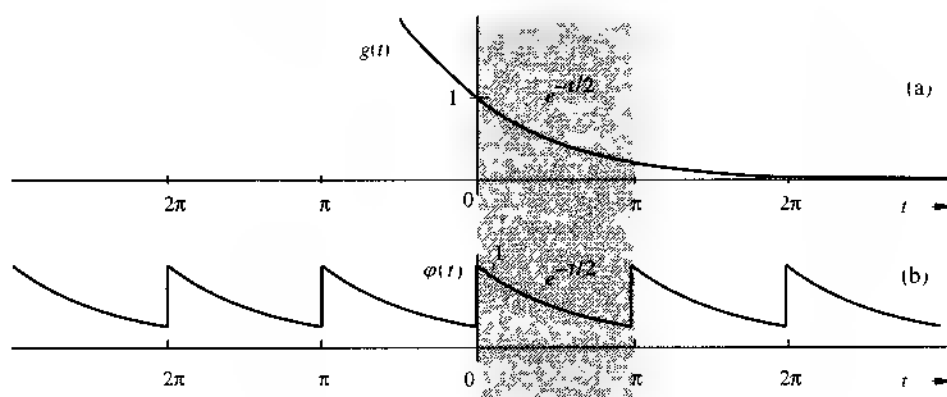 g(t)
e^{-t/2}
1
(a)
2π π 0 π 2π t
φ(t) 1 e^{-t/2} (b)
2π π 0 π 2π t